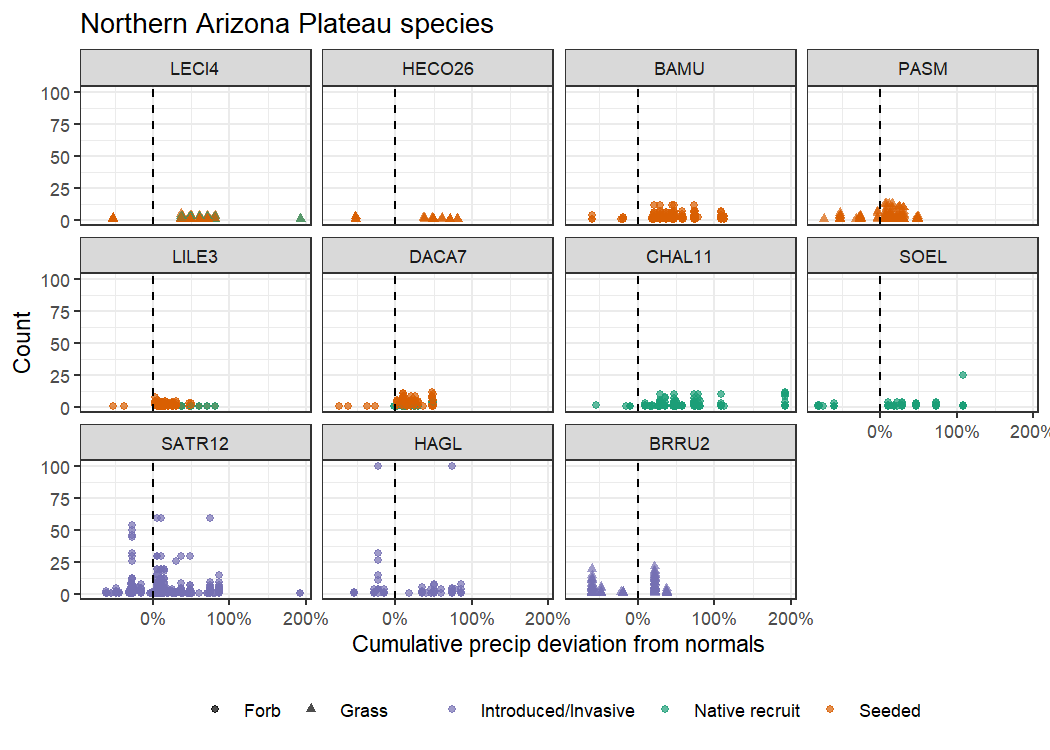 Northern Arizona Plateau species
LECI4 HECO26 BAMU PASM
100
75
50
25
0
LILE3 DACA7 CHAL11 SOEL
100
75
50
25
0
0% 100% 200%
SATR12 HAGL BRRU2
100
75
50
25
0
0% 100% 200% 0% 100% 200% 0% 100% 200%
Count
Cumulative precip deviation from normals
Forb Grass Introduced/Invasive Native recruit Seeded